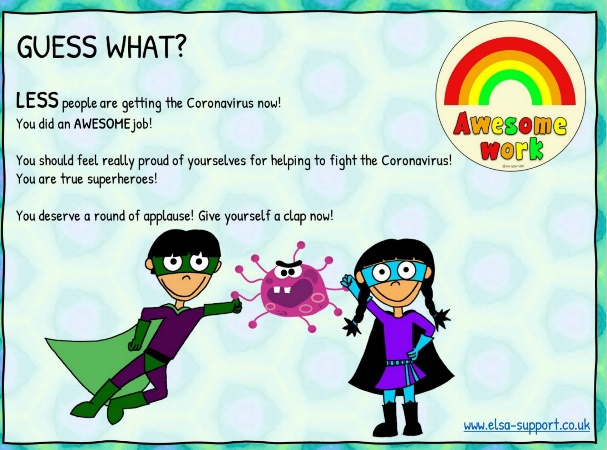 GUESS WHAT?
LESS people are getting the Coronavirus now!
You did an AWESOME job!
You should feel really proud of yourselves for helping to fight the Coronavirus!
You are true superheroes!
You deserve a round of applause! Give yourself a clap now!
Awesome
work
www.elsa-support.co.uk